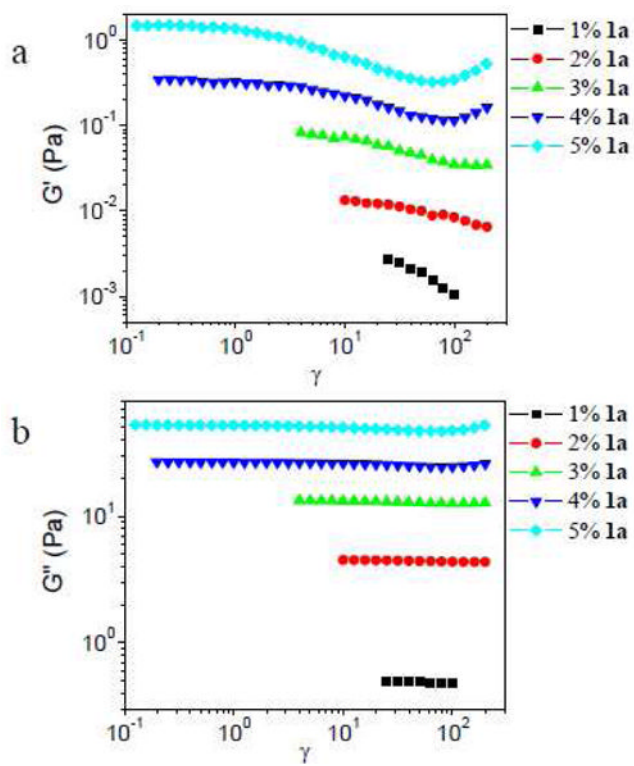 a
10⁰
10⁻¹
10⁻²
10⁻³
G' (Pa)
10⁻¹ 10⁰ 10¹ 10²
γ
1% 1a
2% 1a
3% 1a
4% 1a
5% 1a
b
10¹
10⁰
G'' (Pa)
10⁻¹ 10⁰ 10¹ 10²
γ
1% 1a
2% 1a
3% 1a
4% 1a
5% 1a